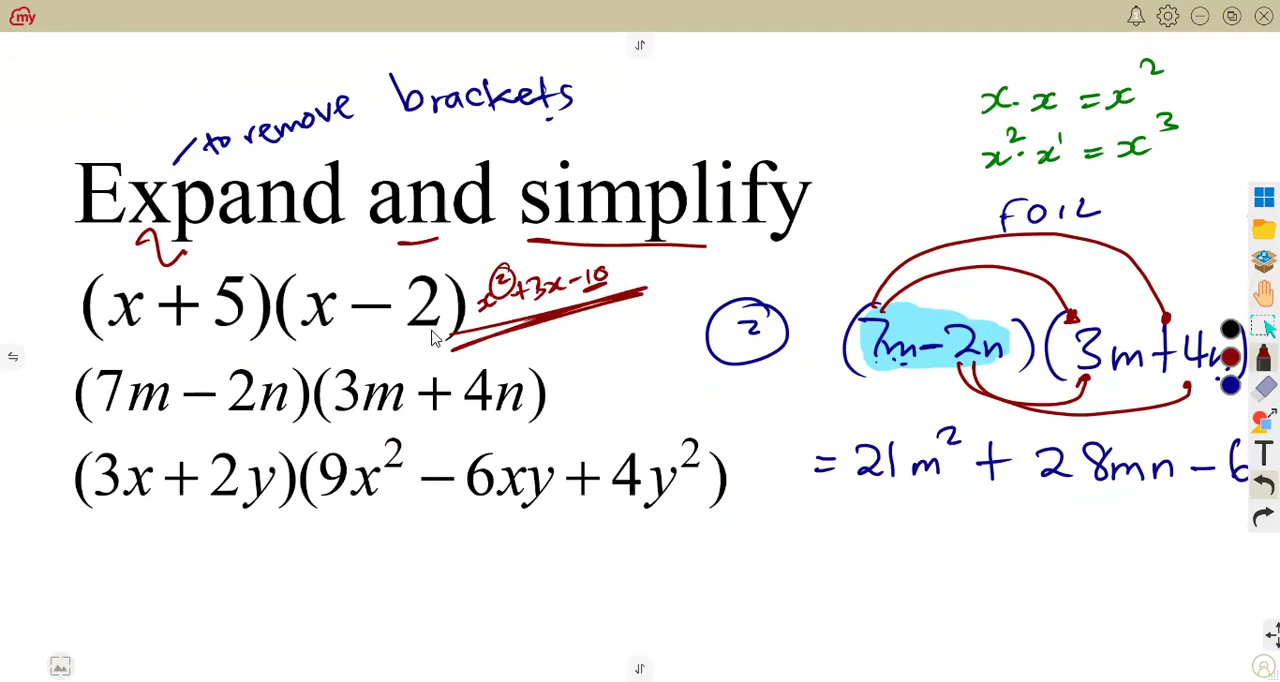 my
to remove brackets
Expand and simplify
(x + 5)(x − 2) x² + 3x − 10
(7m − 2n)(3m + 4n)
(3x + 2y)(9x² − 6xy + 4y²)
x · x = x²
x² · x¹ = x³
FOIL
2 (7m − 2n)(3m + 4n)
= 21m² + 28mn − 6
T